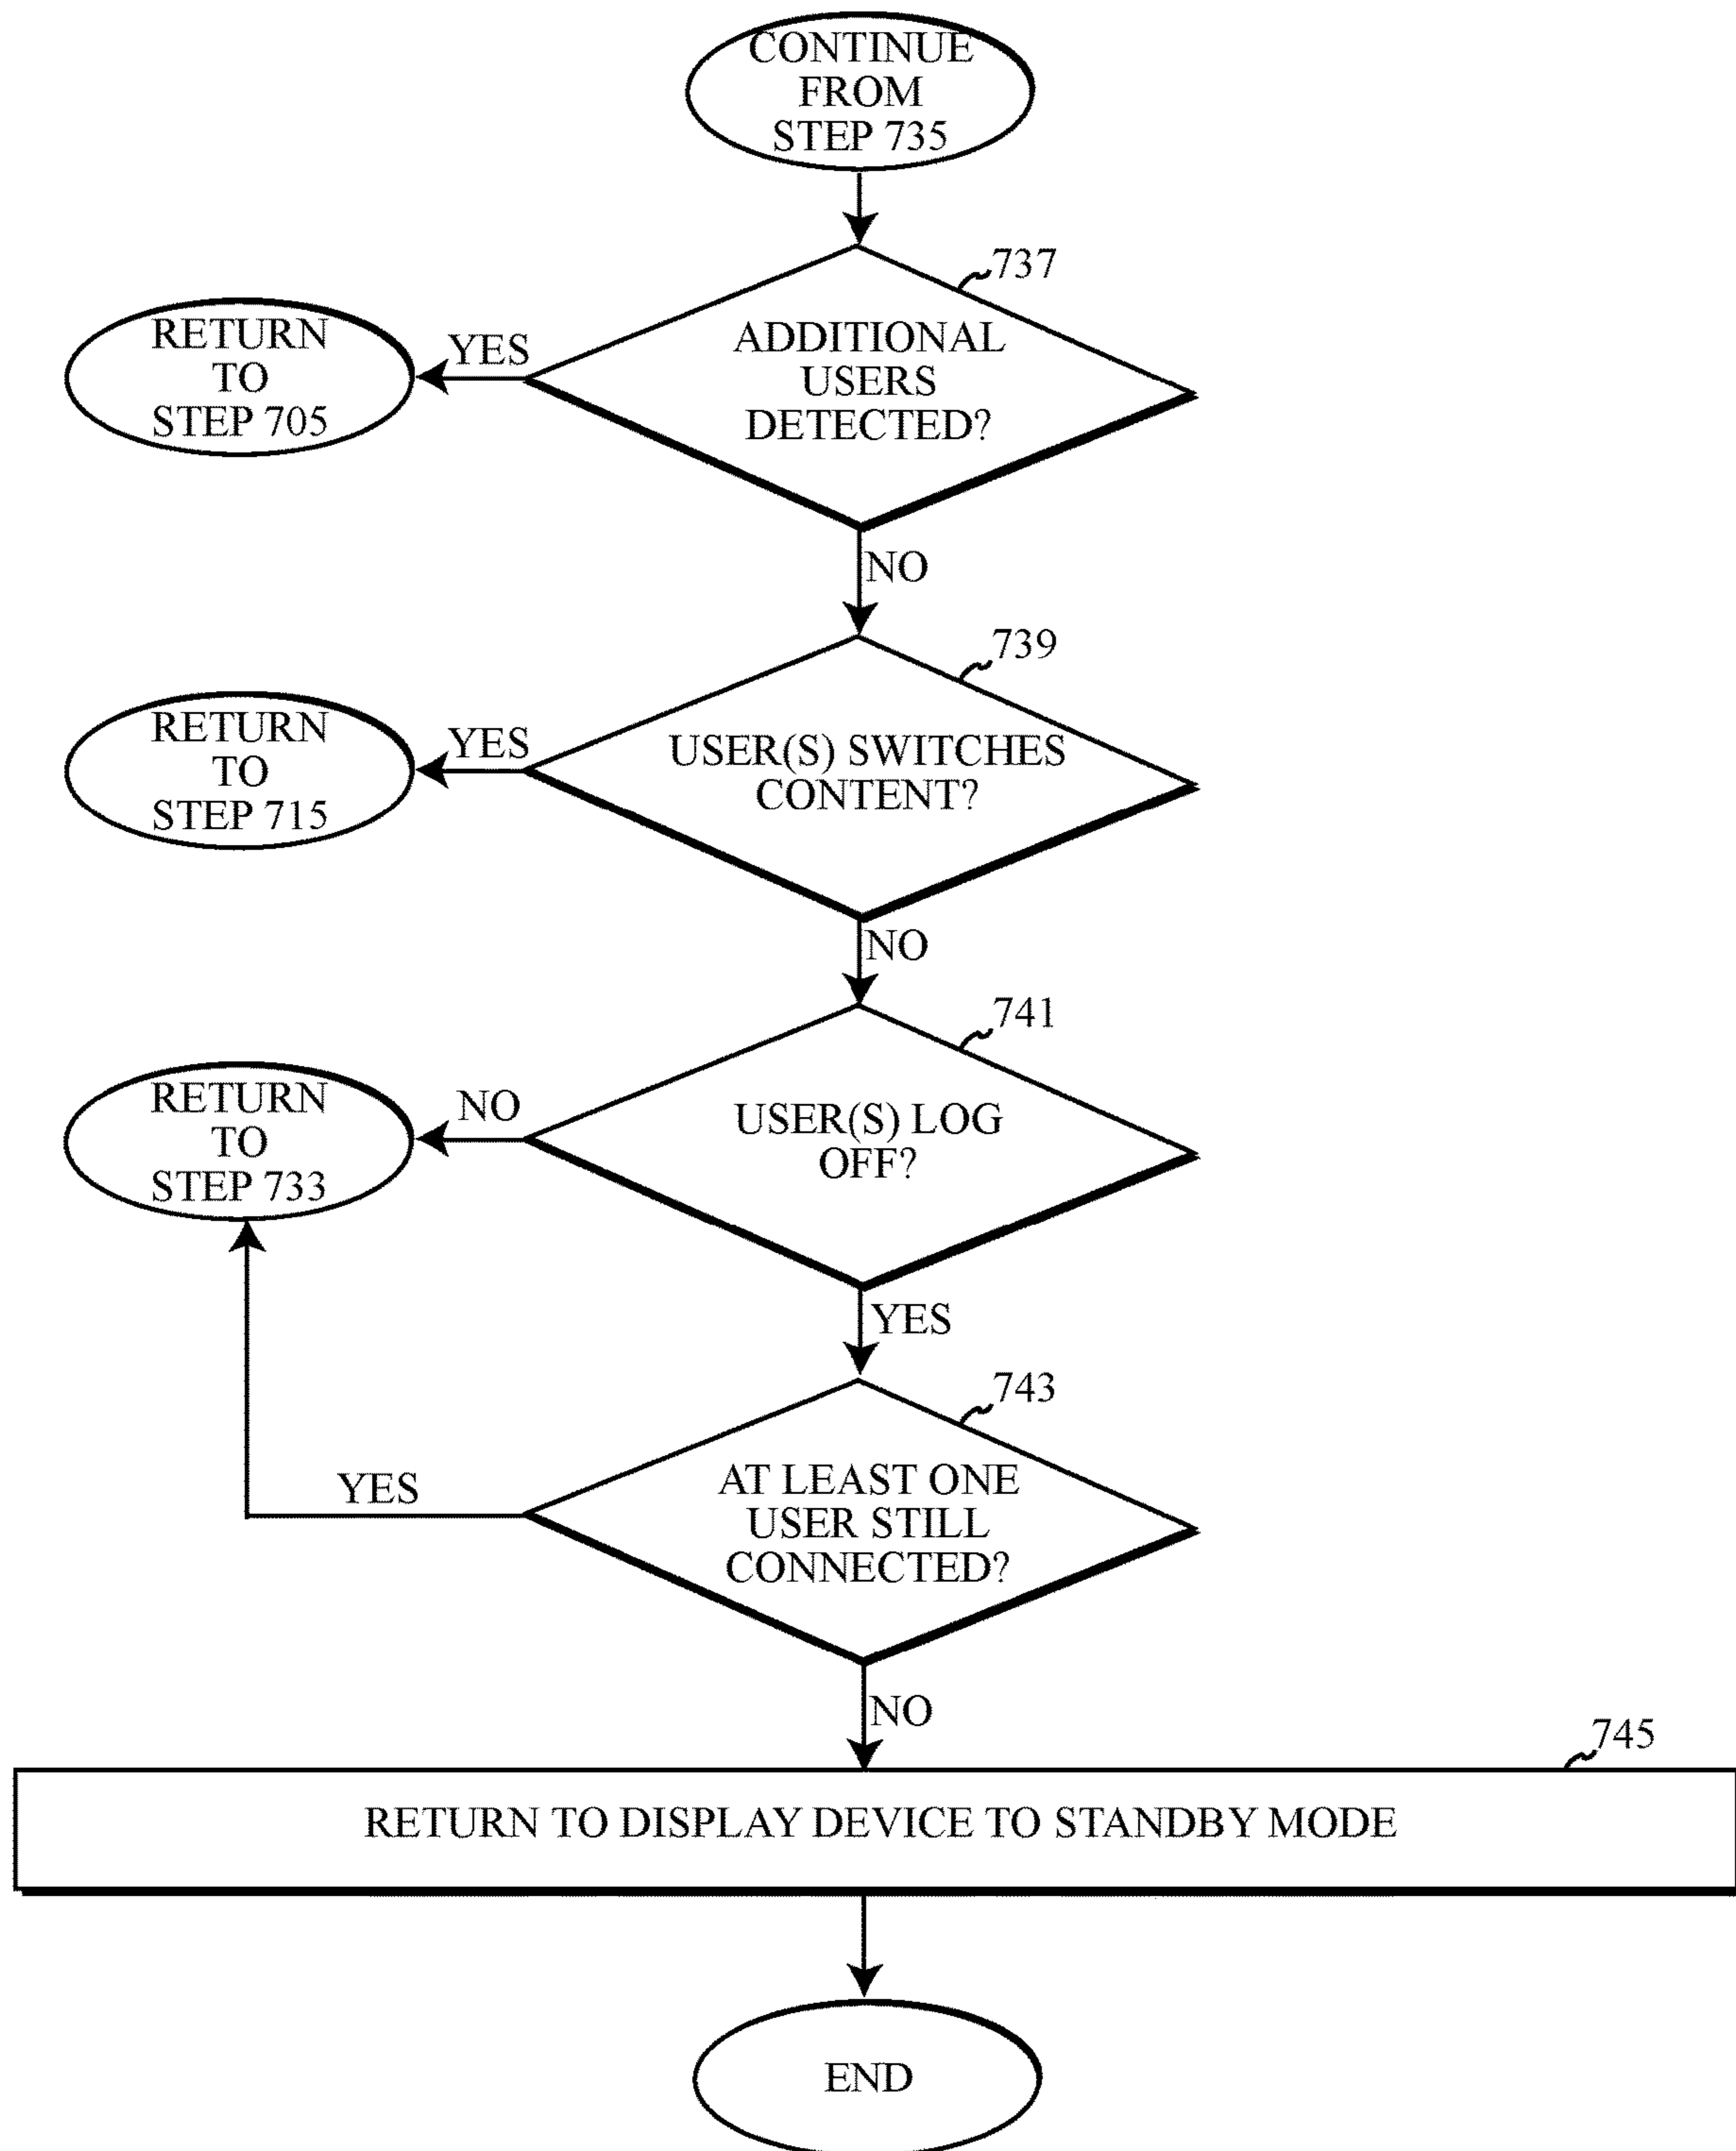 CONTINUE
FROM
STEP 735
737
ADDITIONAL
USERS
DETECTED?
YES
RETURN
TO
STEP 705
NO
739
USER(S) SWITCHES
CONTENT?
YES
RETURN
TO
STEP 715
NO
741
USER(S) LOG
OFF?
NO
RETURN
TO
STEP 733
YES
743
AT LEAST ONE
USER STILL
CONNECTED?
YES
NO
745
RETURN TO DISPLAY DEVICE TO STANDBY MODE
END